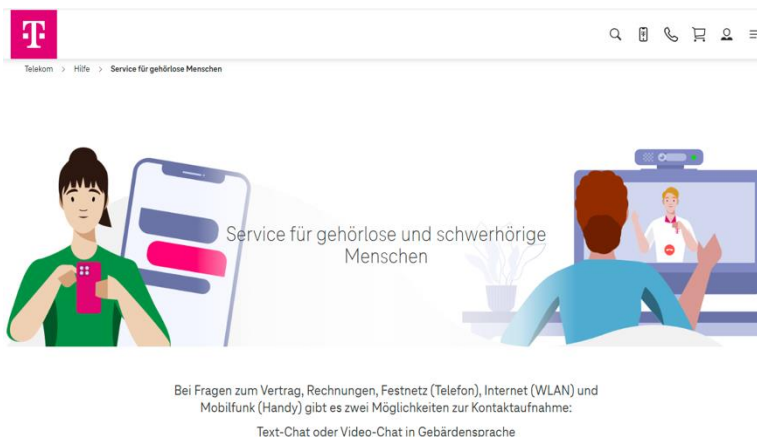 T
Telekom > Hilfe > Service für gehörlose Menschen
Service für gehörlose und schwerhörige
Menschen
Bei Fragen zum Vertrag, Rechnungen, Festnetz (Telefon), Internet (WLAN) und
Mobilfunk (Handy) gibt es zwei Möglichkeiten zur Kontaktaufnahme:
Text-Chat oder Video-Chat in Gebärdensprache